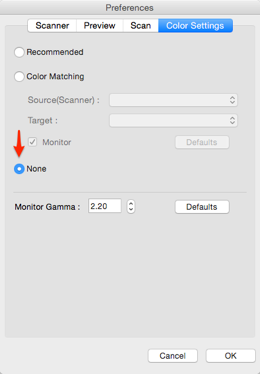 Preferences
Scanner Preview Scan Color Settings
Recommended
Color Matching
Source(Scanner) :
Target :
Monitor Defaults
None
Monitor Gamma : 2.20 Defaults
Cancel OK